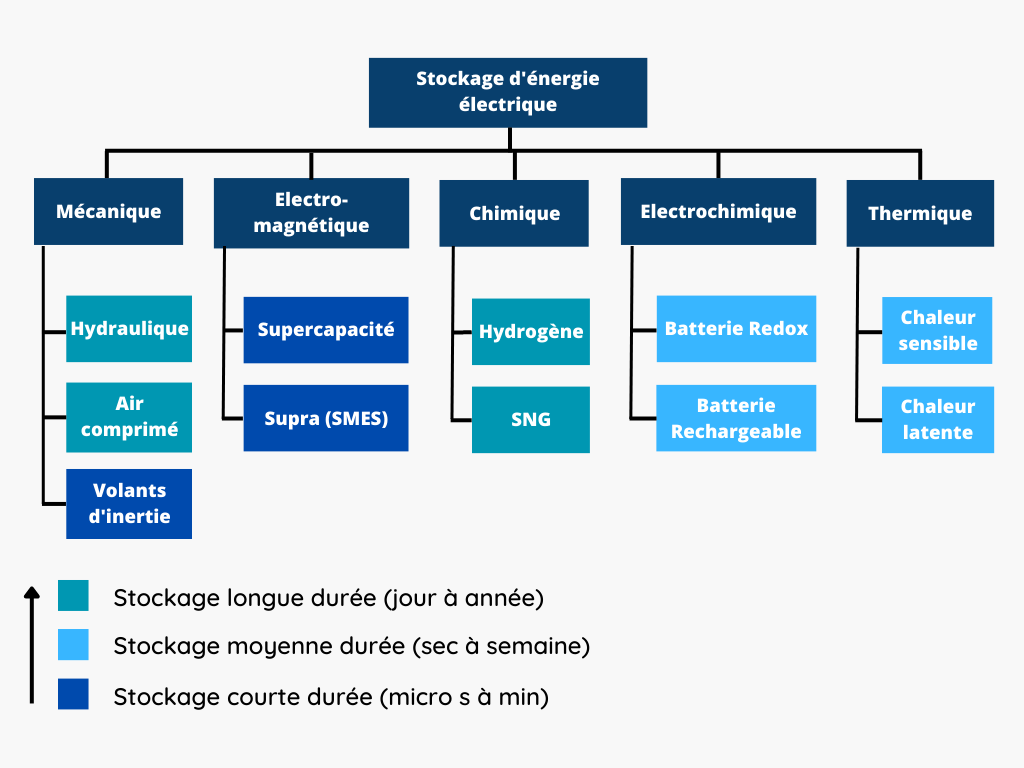 Stockage d'énergie
électrique
Mécanique
Electro-
magnétique
Chimique
Electrochimique
Thermique
Hydraulique
Air
comprimé
Volants
d'inertie
Supercapacité
Supra (SMES)
Hydrogène
SNG
Batterie Redox
Batterie
Rechargeable
Chaleur
sensible
Chaleur
latente
Stockage longue durée (jour à année)
Stockage moyenne durée (sec à semaine)
Stockage courte durée (micro s à min)